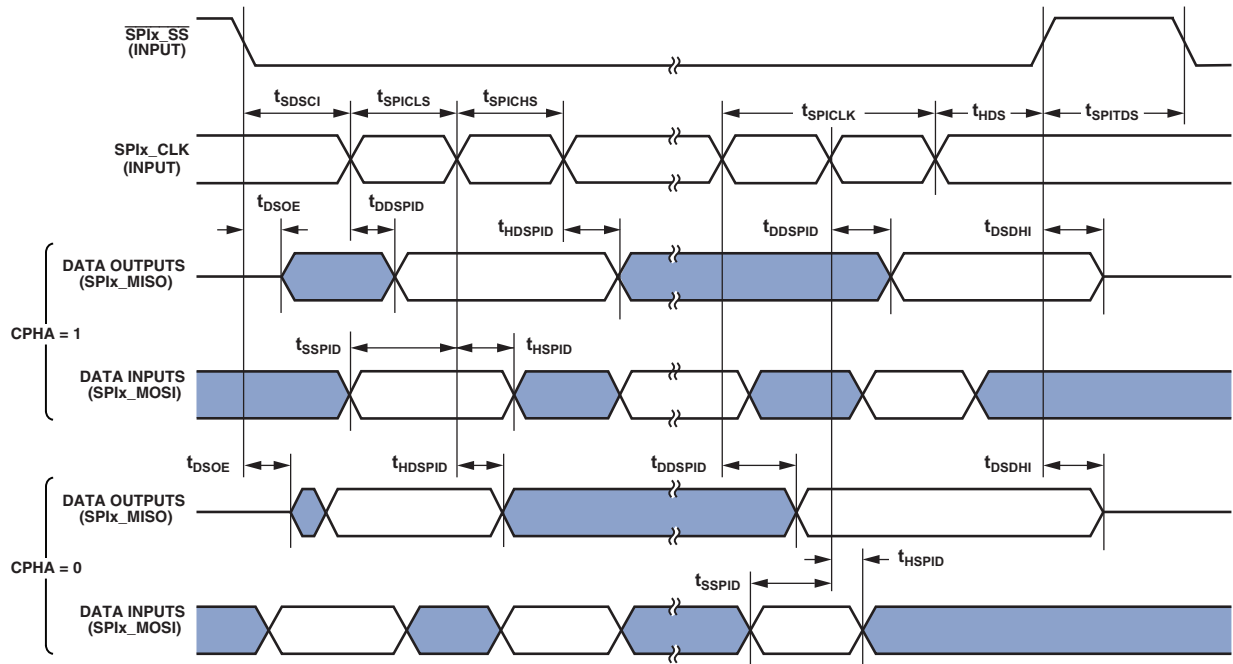 SPIx_SS
(INPUT)
tSDSCI tSPICLS tSPICHS tSPICLK tHDS tSPITDS
SPIx_CLK
(INPUT)
tDSOE tDDSPID tHDSPID tDDSPID tDSDHI
DATA OUTPUTS
(SPIx_MISO)
CPHA = 1
tSSPID tHSPID
DATA INPUTS
(SPIx_MOSI)
tDSOE tHDSPID tDDSPID tDSDHI
DATA OUTPUTS
(SPIx_MISO)
CPHA = 0
tSSPID tHSPID
DATA INPUTS
(SPIx_MOSI)